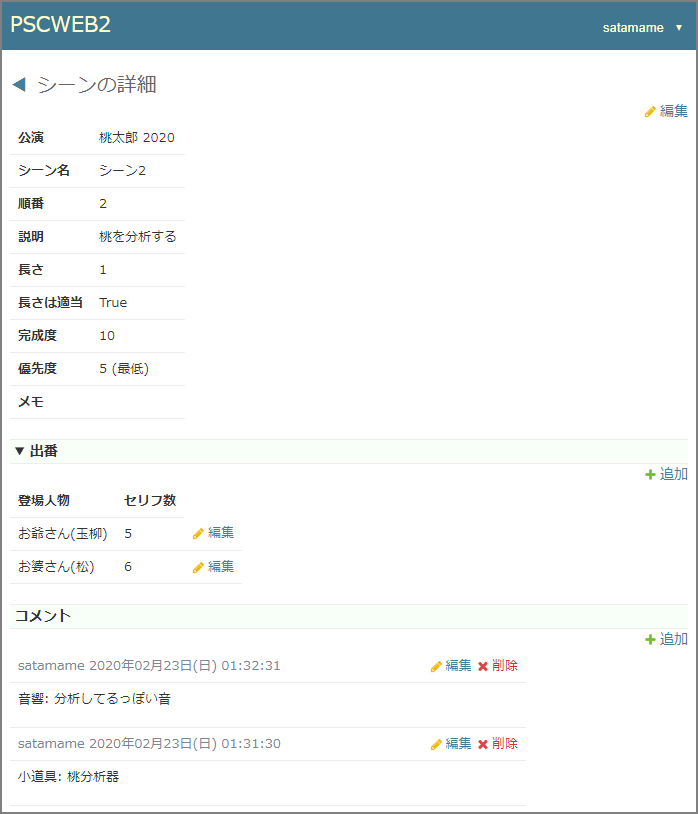 PSCWEB2
satamame ▼
◀ シーンの詳細
編集
公演 桃太郎 2020
シーン名 シーン2
順番 2
説明 桃を分析する
長さ 1
長さは適当 True
完成度 10
優先度 5 (最低)
メモ
▼ 出番
追加
登場人物 セリフ数
お爺さん(玉柳) 5 編集
お婆さん(松) 6 編集
コメント
追加
satamame 2020年02月23日(日) 01:32:31 編集 削除
音響: 分析してるっぽい音
satamame 2020年02月23日(日) 01:31:30 編集 削除
小道具: 桃分析器